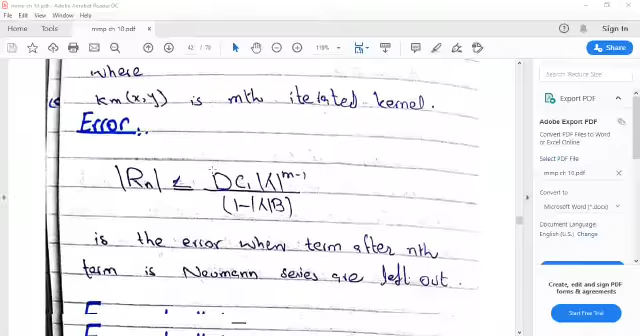 mmp ch 10.pdf - Adobe Acrobat Reader DC
File Edit View Window Help
Home Tools mmp ch 10.pdf × Sign In
42 / 70 119% Share
where
Km(x,y) is mth iterated kernel.
Error:.
|Rn| ≤ DC₁|λ|^m-1 / (1-|λ|B)
is the error when term after nth
term is Neumann series are left out.
Search 'Reduce Size'
Export PDF
Adobe Export PDF
Convert PDF Files to Word
or Excel Online
Select PDF File
mmp ch 10.pdf ×
Convert to
Microsoft Word (*.docx)
Document Language:
English (U.S.) Change
Create, edit and sign PDF
forms & agreements
Start Free Trial